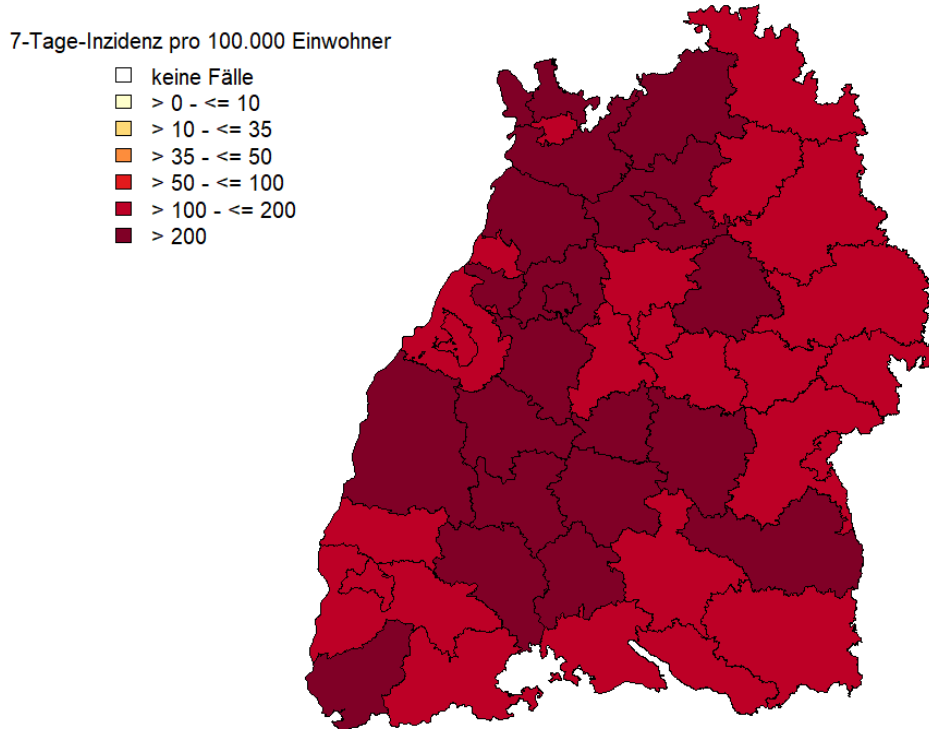 7-Tage-Inzidenz pro 100.000 Einwohner
keine Fälle
> 0 - <= 10
> 10 - <= 35
> 35 - <= 50
> 50 - <= 100
> 100 - <= 200
> 200